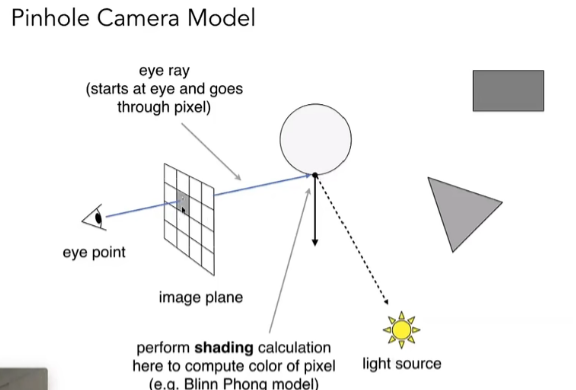 Pinhole Camera Model
eye ray
(starts at eye and goes
through pixel)
eye point
image plane
perform shading calculation
here to compute color of pixel
(e.g. Blinn Phong model)
light source